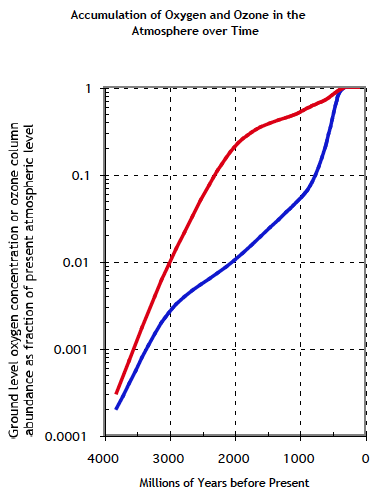 Accumulation of Oxygen and Ozone in the
Atmosphere over Time
Ground level oxygen concentration or ozone column
abundance as fraction of present atmospheric level
1
0.1
0.01
0.001
0.0001
4000 3000 2000 1000 0
Millions of Years before Present